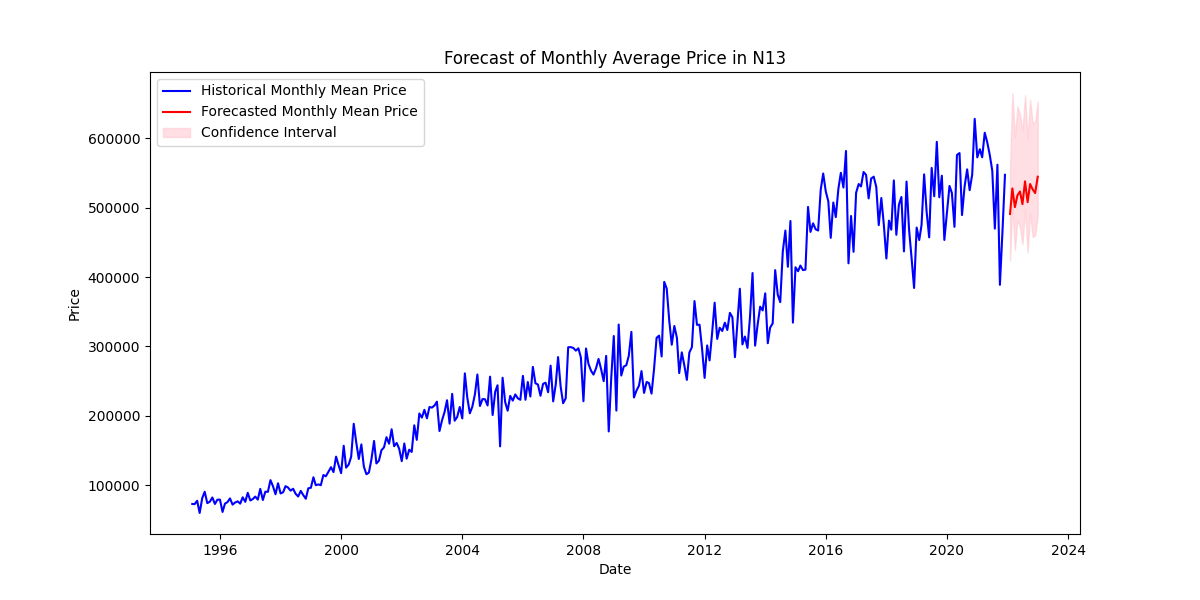 Forecast of Monthly Average Price in N13
Historical Monthly Mean Price
Forecasted Monthly Mean Price
Confidence Interval
600000
500000
400000
300000
200000
100000
Price
1996 2000 2004 2008 2012 2016 2020 2024
Date